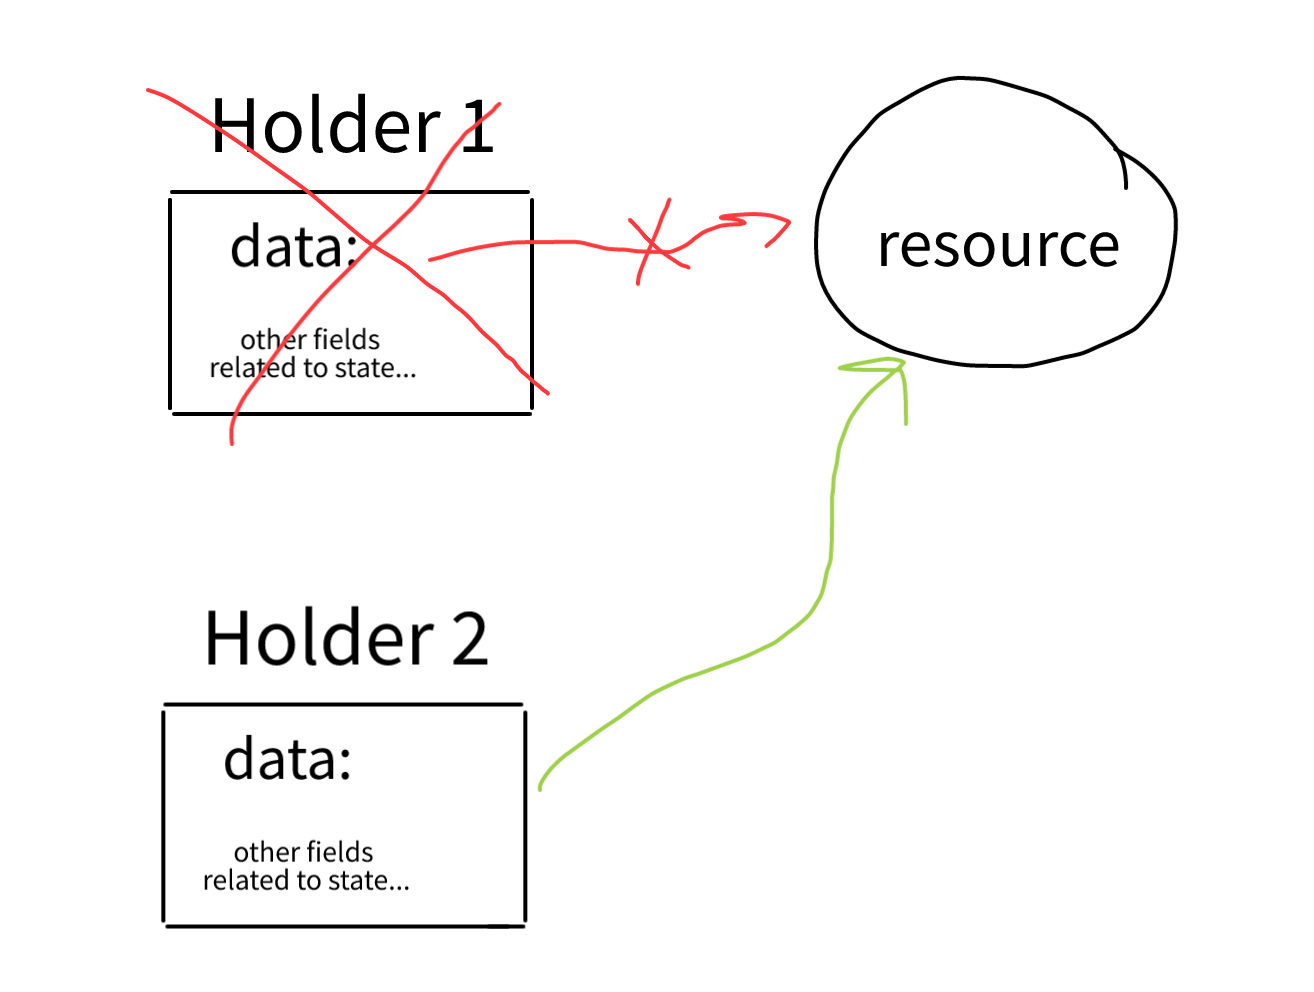 Holder 1
data:
other fields
related to state...
resource
Holder 2
data:
other fields
related to state...